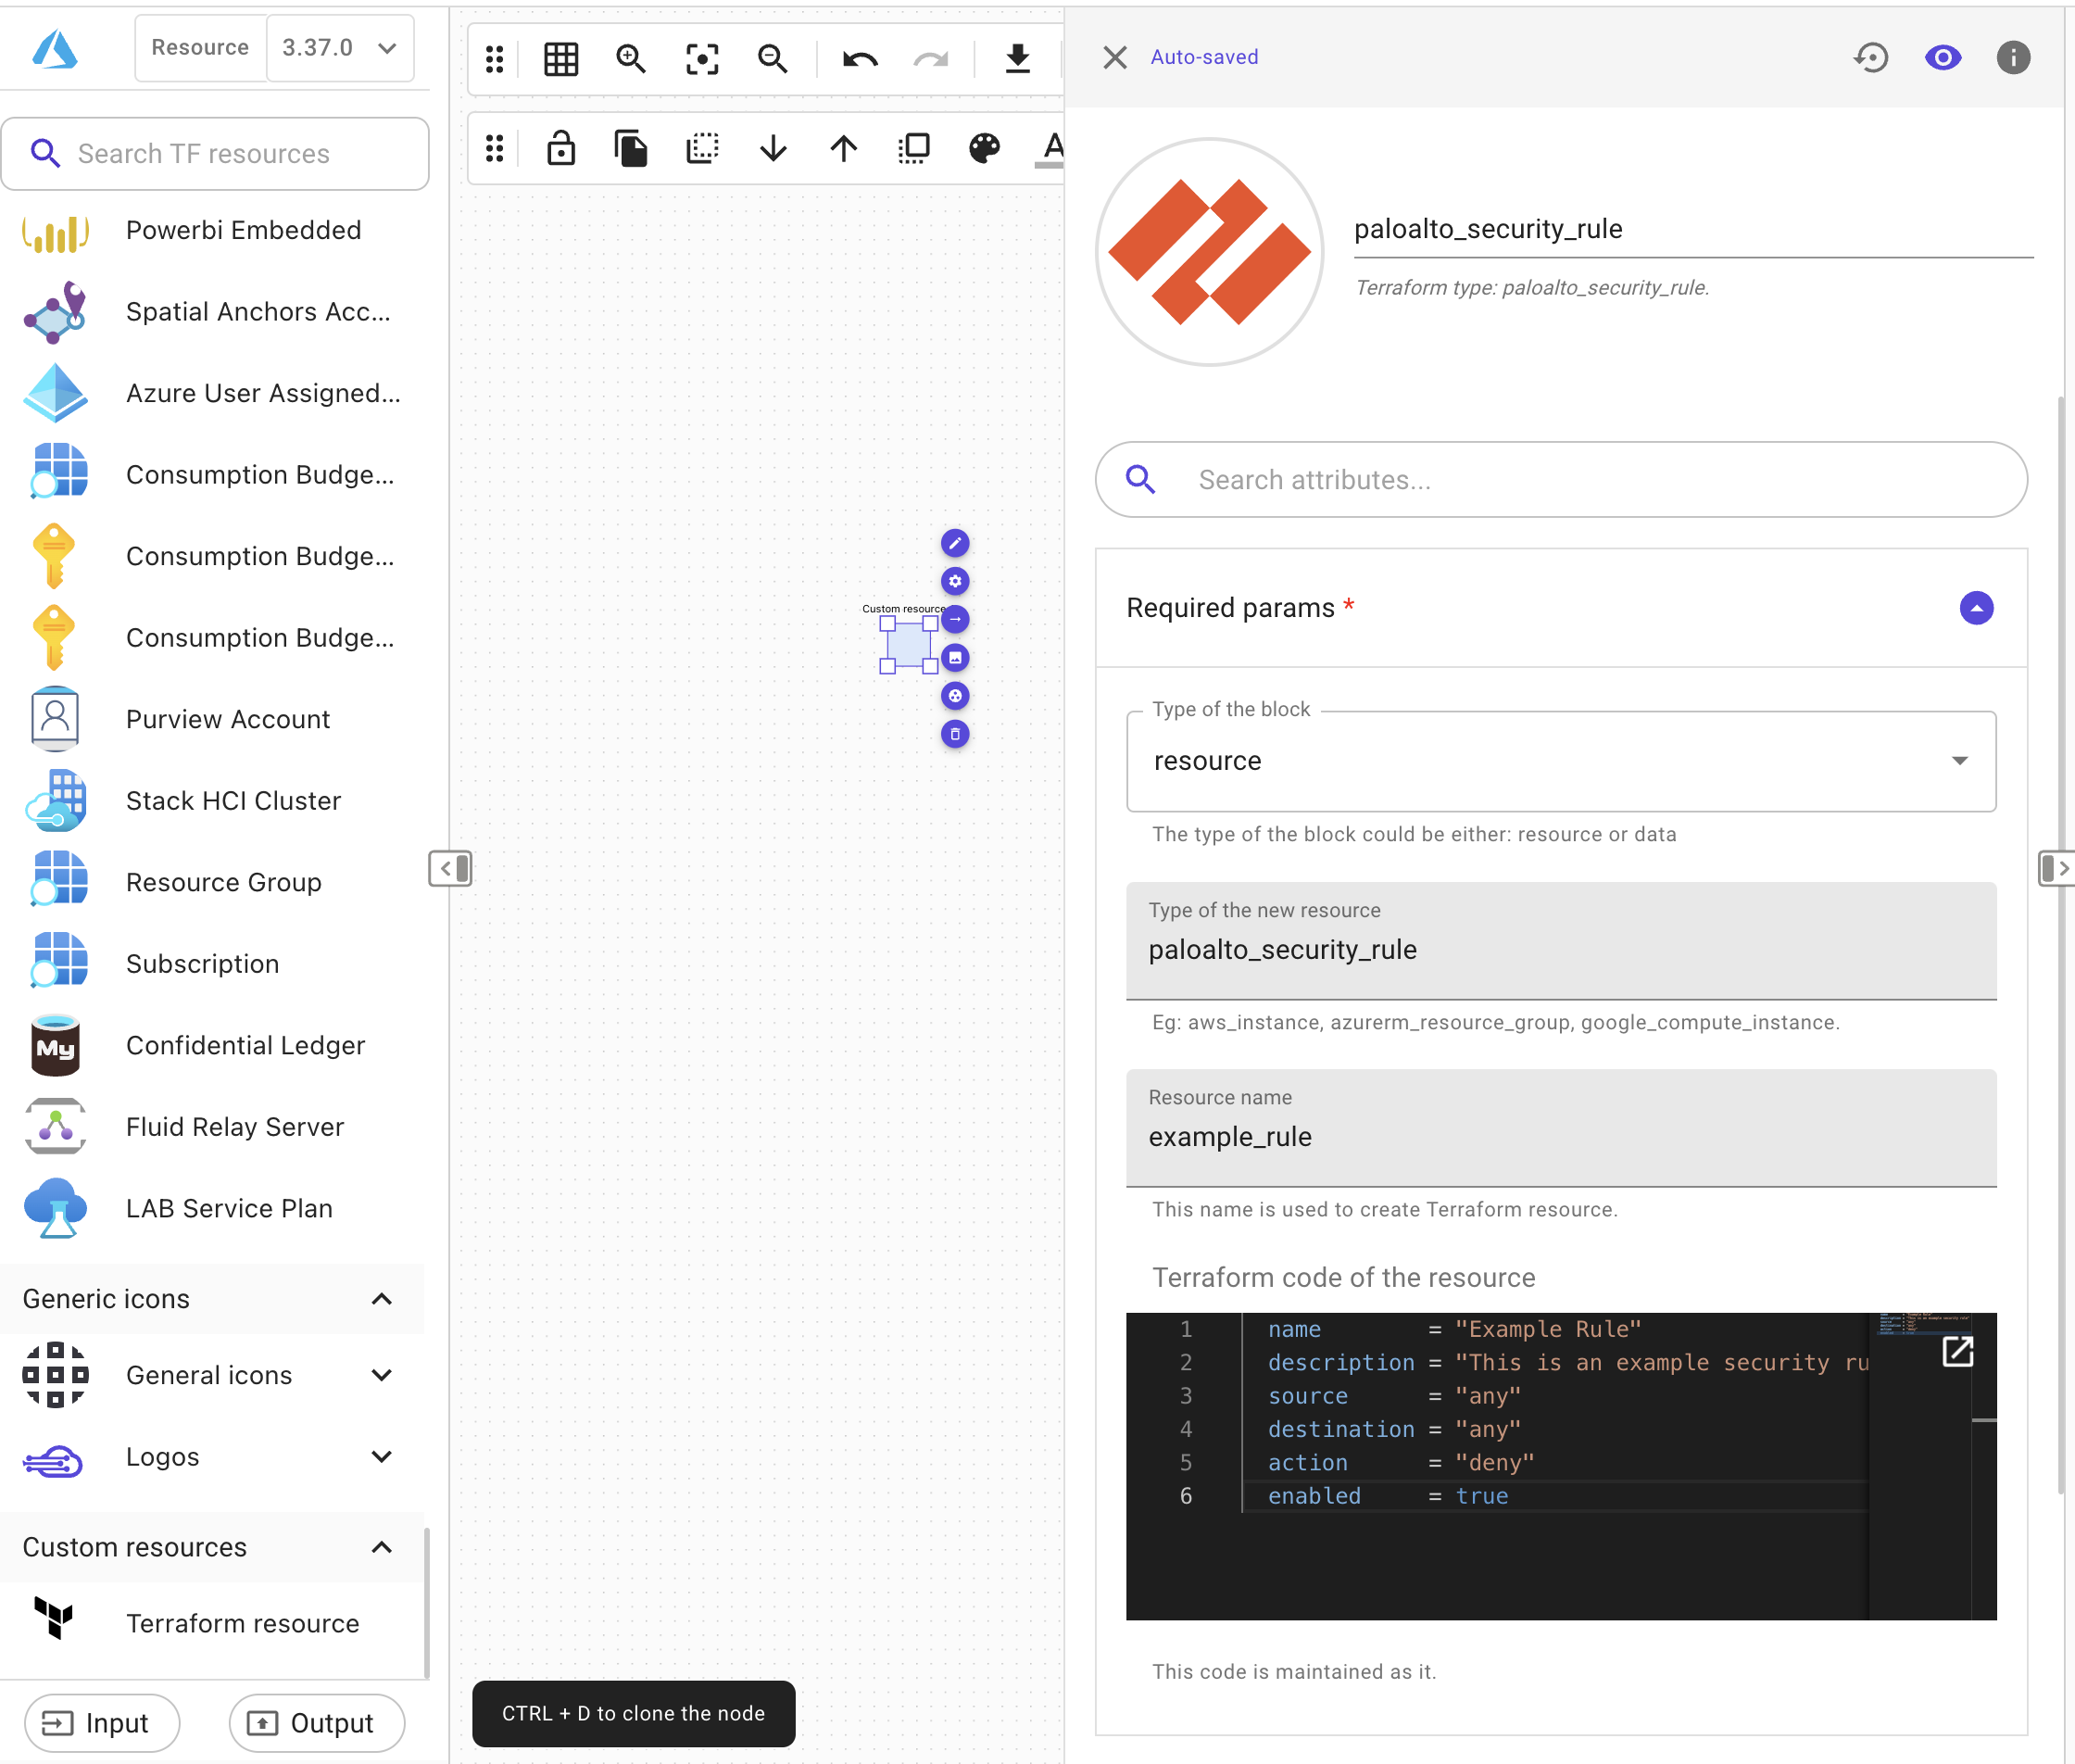 Resource
3.37.0
Search TF resources
Powerbi Embedded
Spatial Anchors Acc...
Azure User Assigned...
Consumption Budge...
Consumption Budge...
Consumption Budge...
Purview Account
Stack HCI Cluster
Resource Group
Subscription
My
Confidential Ledger
Fluid Relay Server
LAB Service Plan
Generic icons
General icons
Logos
Custom resources
Terraform resource
Input
Output
A
Custom resource
CTRL + D to clone the node
Auto-saved
paloalto_security_rule
Terraform type: paloalto_security_rule.
Search attributes...
Required params *
Type of the block
resource
The type of the block could be either: resource or data
Type of the new resource
paloalto_security_rule
Eg: aws_instance, azurerm_resource_group, google_compute_instance.
Resource name
example_rule
This name is used to create Terraform resource.
Terraform code of the resource
1 name = "Example Rule"
2 description = "This is an example security ru
3 source = "any"
4 destination = "any"
5 action = "deny"
6 enabled = true
This code is maintained as it.